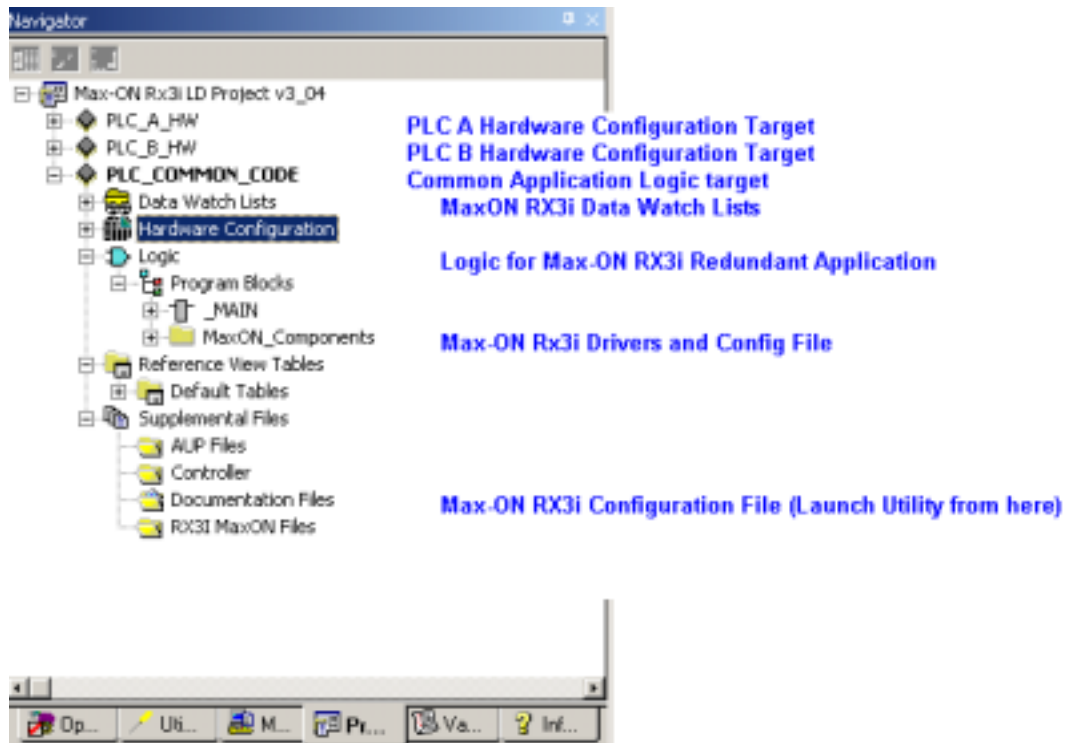 Navigator
Max-ON Rx3i LD Project v3_04
PLC_A_HW PLC A Hardware Configuration Target
PLC_B_HW PLC B Hardware Configuration Target
PLC_COMMON_CODE Common Application Logic target
Data Watch Lists MaxON RX3i Data Watch Lists
Hardware Configuration
Logic Logic for Max-ON RX3i Redundant Application
Program Blocks
_MAIN
MaxON_Components Max-ON Rx3i Drivers and Config File
Reference View Tables
Default Tables
Supplemental Files
AUP Files
Controller
Documentation Files Max-ON RX3i Configuration File (Launch Utility from here)
RX3I MaxON Files
Op... Uti... M... Pr... Va... Inf...